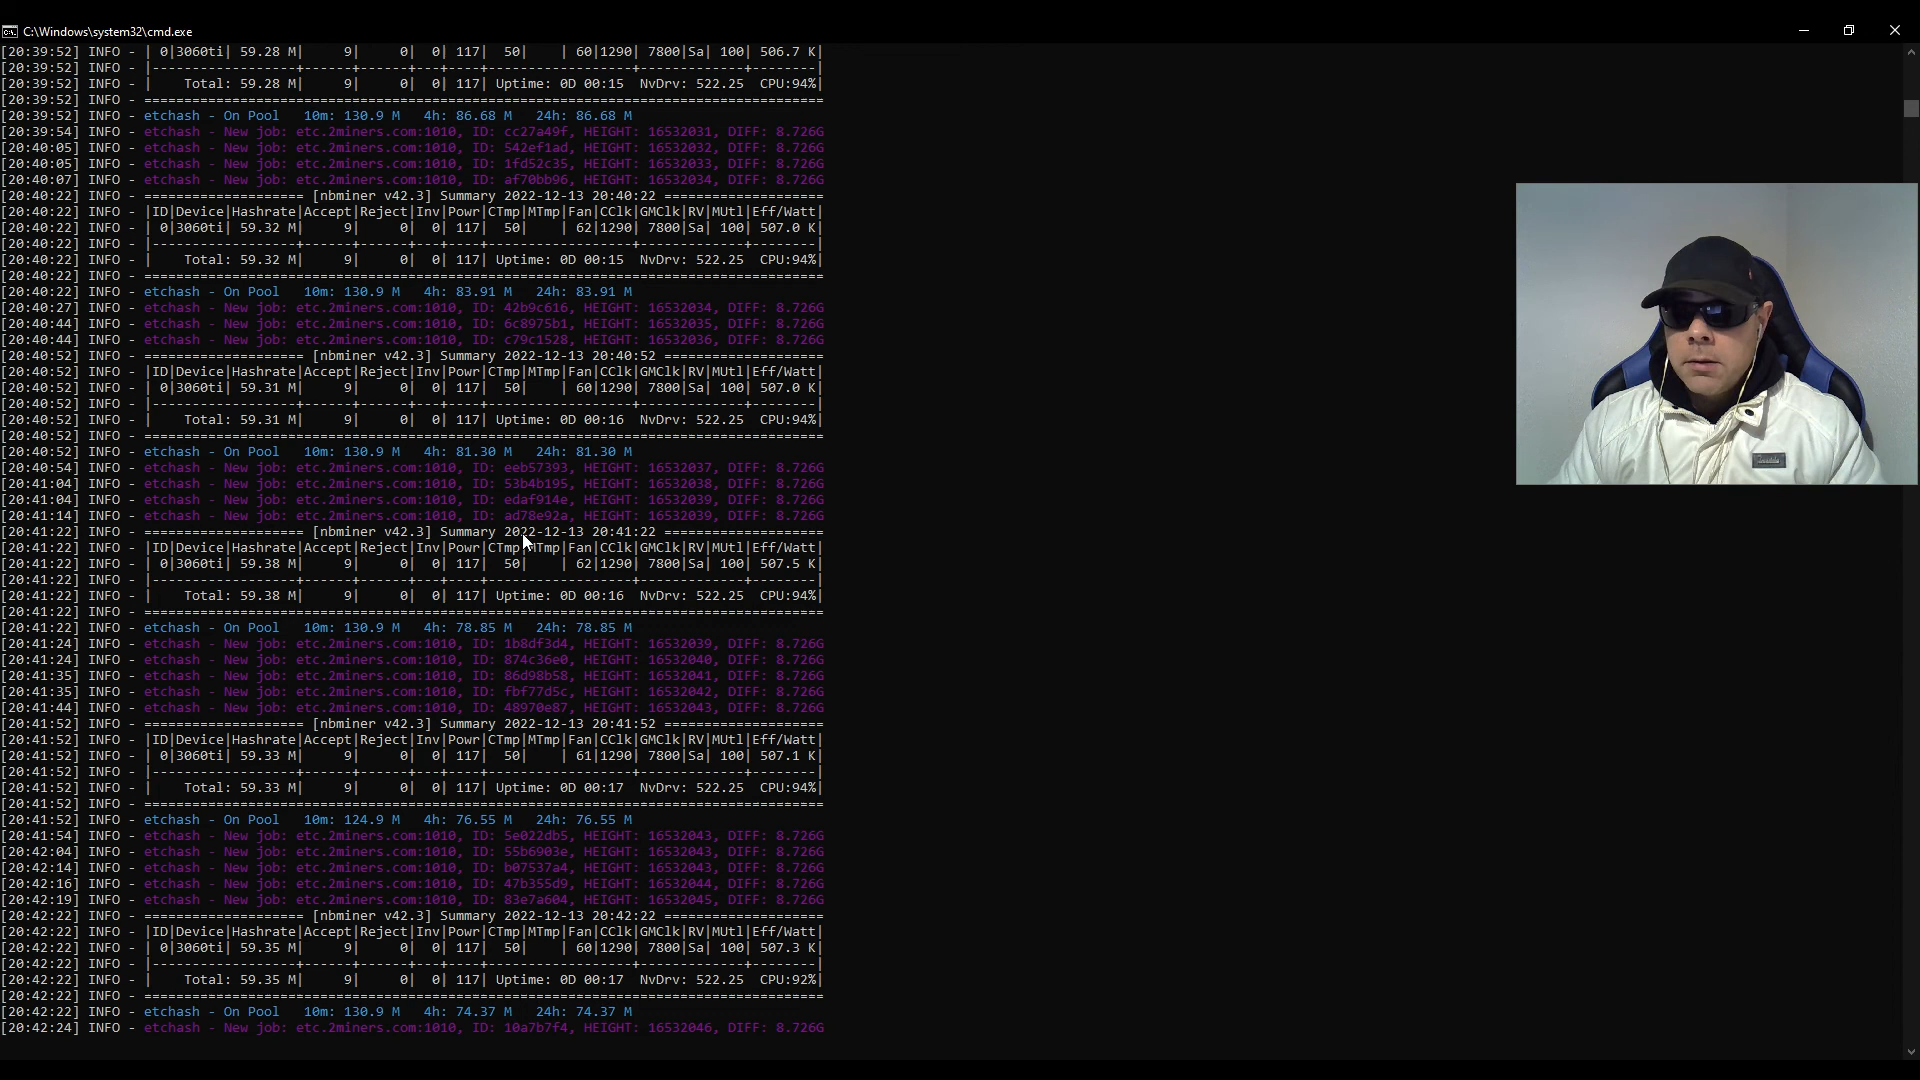 C:\Windows\system32\cmd.exe
[20:39:52] INFO - | 0|3060ti| 59.28 M|     9|     0|  0| 117|  50|    | 60|1290| 7800|Sa| 100| 506.7 K|
[20:39:52] INFO - |------------------+------+------+---+----+------------------+-------------+--------|
[20:39:52] INFO - |    Total: 59.28 M|     9|     0|  0| 117| Uptime: 0D 00:15  NvDrv: 522.25  CPU:94%|
[20:39:52] INFO - =====================================================================================
[20:39:52] INFO - etchash - On Pool   10m: 130.9 M   4h: 86.68 M   24h: 86.68 M
[20:39:54] INFO - etchash - New job: etc.2miners.com:1010, ID: cc27a49f, HEIGHT: 16532031, DIFF: 8.726G
[20:40:05] INFO - etchash - New job: etc.2miners.com:1010, ID: 542ef1ad, HEIGHT: 16532032, DIFF: 8.726G
[20:40:05] INFO - etchash - New job: etc.2miners.com:1010, ID: 1fd52c35, HEIGHT: 16532033, DIFF: 8.726G
[20:40:07] INFO - etchash - New job: etc.2miners.com:1010, ID: af70bb96, HEIGHT: 16532034, DIFF: 8.726G
[20:40:22] INFO - ==================== [nbminer v42.3] Summary 2022-12-13 20:40:22 ====================
[20:40:22] INFO - |ID|Device|Hashrate|Accept|Reject|Inv|Powr|CTmp|MTmp|Fan|CClk|GMClk|RV|MUtl|Eff/Watt|
[20:40:22] INFO - | 0|3060ti| 59.32 M|     9|     0|  0| 117|  50|    | 62|1290| 7800|Sa| 100| 507.0 K|
[20:40:22] INFO - |------------------+------+------+---+----+------------------+-------------+--------|
[20:40:22] INFO - |    Total: 59.32 M|     9|     0|  0| 117| Uptime: 0D 00:15  NvDrv: 522.25  CPU:94%|
[20:40:22] INFO - =====================================================================================
[20:40:22] INFO - etchash - On Pool   10m: 130.9 M   4h: 83.91 M   24h: 83.91 M
[20:40:27] INFO - etchash - New job: etc.2miners.com:1010, ID: 42b9c616, HEIGHT: 16532034, DIFF: 8.726G
[20:40:44] INFO - etchash - New job: etc.2miners.com:1010, ID: 6c8975b1, HEIGHT: 16532035, DIFF: 8.726G
[20:40:44] INFO - etchash - New job: etc.2miners.com:1010, ID: c79c1528, HEIGHT: 16532036, DIFF: 8.726G
[20:40:52] INFO - ==================== [nbminer v42.3] Summary 2022-12-13 20:40:52 ====================
[20:40:52] INFO - |ID|Device|Hashrate|Accept|Reject|Inv|Powr|CTmp|MTmp|Fan|CClk|GMClk|RV|MUtl|Eff/Watt|
[20:40:52] INFO - | 0|3060ti| 59.31 M|     9|     0|  0| 117|  50|    | 60|1290| 7800|Sa| 100| 507.0 K|
[20:40:52] INFO - |------------------+------+------+---+----+------------------+-------------+--------|
[20:40:52] INFO - |    Total: 59.31 M|     9|     0|  0| 117| Uptime: 0D 00:16  NvDrv: 522.25  CPU:94%|
[20:40:52] INFO - =====================================================================================
[20:40:52] INFO - etchash - On Pool   10m: 130.9 M   4h: 81.30 M   24h: 81.30 M
[20:40:54] INFO - etchash - New job: etc.2miners.com:1010, ID: eeb57393, HEIGHT: 16532037, DIFF: 8.726G
[20:41:04] INFO - etchash - New job: etc.2miners.com:1010, ID: 53b4b195, HEIGHT: 16532038, DIFF: 8.726G
[20:41:04] INFO - etchash - New job: etc.2miners.com:1010, ID: edaf914e, HEIGHT: 16532039, DIFF: 8.726G
[20:41:14] INFO - etchash - New job: etc.2miners.com:1010, ID: ad78e92a, HEIGHT: 16532039, DIFF: 8.726G
[20:41:22] INFO - ==================== [nbminer v42.3] Summary 2022-12-13 20:41:22 ====================
[20:41:22] INFO - |ID|Device|Hashrate|Accept|Reject|Inv|Powr|CTmp|MTmp|Fan|CClk|GMClk|RV|MUtl|Eff/Watt|
[20:41:22] INFO - | 0|3060ti| 59.38 M|     9|     0|  0| 117|  50|    | 62|1290| 7800|Sa| 100| 507.5 K|
[20:41:22] INFO - |------------------+------+------+---+----+------------------+-------------+--------|
[20:41:22] INFO - |    Total: 59.38 M|     9|     0|  0| 117| Uptime: 0D 00:16  NvDrv: 522.25  CPU:94%|
[20:41:22] INFO - =====================================================================================
[20:41:22] INFO - etchash - On Pool   10m: 130.9 M   4h: 78.85 M   24h: 78.85 M
[20:41:24] INFO - etchash - New job: etc.2miners.com:1010, ID: 1b8df3d4, HEIGHT: 16532039, DIFF: 8.726G
[20:41:24] INFO - etchash - New job: etc.2miners.com:1010, ID: 874c36e0, HEIGHT: 16532040, DIFF: 8.726G
[20:41:35] INFO - etchash - New job: etc.2miners.com:1010, ID: 86d98b58, HEIGHT: 16532041, DIFF: 8.726G
[20:41:35] INFO - etchash - New job: etc.2miners.com:1010, ID: fbf77d5c, HEIGHT: 16532042, DIFF: 8.726G
[20:41:44] INFO - etchash - New job: etc.2miners.com:1010, ID: 48970e87, HEIGHT: 16532043, DIFF: 8.726G
[20:41:52] INFO - ==================== [nbminer v42.3] Summary 2022-12-13 20:41:52 ====================
[20:41:52] INFO - |ID|Device|Hashrate|Accept|Reject|Inv|Powr|CTmp|MTmp|Fan|CClk|GMClk|RV|MUtl|Eff/Watt|
[20:41:52] INFO - | 0|3060ti| 59.33 M|     9|     0|  0| 117|  50|    | 61|1290| 7800|Sa| 100| 507.1 K|
[20:41:52] INFO - |------------------+------+------+---+----+------------------+-------------+--------|
[20:41:52] INFO - |    Total: 59.33 M|     9|     0|  0| 117| Uptime: 0D 00:17  NvDrv: 522.25  CPU:94%|
[20:41:52] INFO - =====================================================================================
[20:41:52] INFO - etchash - On Pool   10m: 124.9 M   4h: 76.55 M   24h: 76.55 M
[20:41:54] INFO - etchash - New job: etc.2miners.com:1010, ID: 5e022db5, HEIGHT: 16532043, DIFF: 8.726G
[20:42:04] INFO - etchash - New job: etc.2miners.com:1010, ID: 55b6903e, HEIGHT: 16532043, DIFF: 8.726G
[20:42:14] INFO - etchash - New job: etc.2miners.com:1010, ID: b07537a4, HEIGHT: 16532043, DIFF: 8.726G
[20:42:16] INFO - etchash - New job: etc.2miners.com:1010, ID: 47b355d9, HEIGHT: 16532044, DIFF: 8.726G
[20:42:19] INFO - etchash - New job: etc.2miners.com:1010, ID: 83e7a604, HEIGHT: 16532045, DIFF: 8.726G
[20:42:22] INFO - ==================== [nbminer v42.3] Summary 2022-12-13 20:42:22 ====================
[20:42:22] INFO - |ID|Device|Hashrate|Accept|Reject|Inv|Powr|CTmp|MTmp|Fan|CClk|GMClk|RV|MUtl|Eff/Watt|
[20:42:22] INFO - | 0|3060ti| 59.35 M|     9|     0|  0| 117|  50|    | 60|1290| 7800|Sa| 100| 507.3 K|
[20:42:22] INFO - |------------------+------+------+---+----+------------------+-------------+--------|
[20:42:22] INFO - |    Total: 59.35 M|     9|     0|  0| 117| Uptime: 0D 00:17  NvDrv: 522.25  CPU:92%|
[20:42:22] INFO - =====================================================================================
[20:42:22] INFO - etchash - On Pool   10m: 130.9 M   4h: 74.37 M   24h: 74.37 M
[20:42:24] INFO - etchash - New job: etc.2miners.com:1010, ID: 10a7b7f4, HEIGHT: 16532046, DIFF: 8.726G